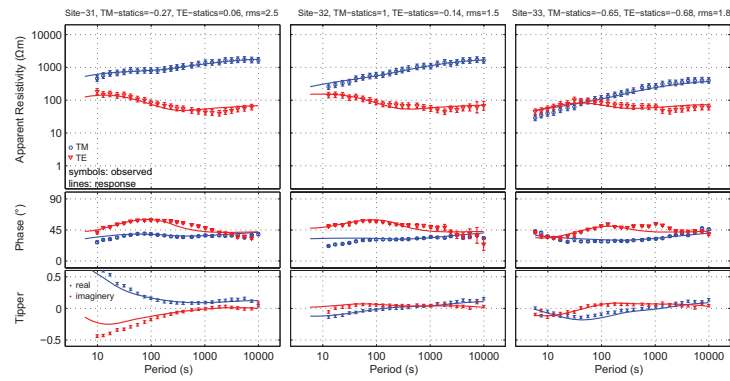 Site-31, TM-statics=-0.27, TE-statics=0.06, rms=2.5
Site-32, TM-statics=1, TE-statics=-0.14, rms=1.5
Site-33, TM-statics=-0.65, TE-statics=-0.68, rms=1.8
Apparent Resistivity (Ωm)
10000
1000
100
10
1
TM
TE
symbols: observed
lines: response
Phase (°)
90
45
0
Tipper
0.5
0.0
-0.5
real
imaginery
10 100 1000 10000
10 100 1000 10000
10 100 1000 10000
Period (s)
Period (s)
Period (s)